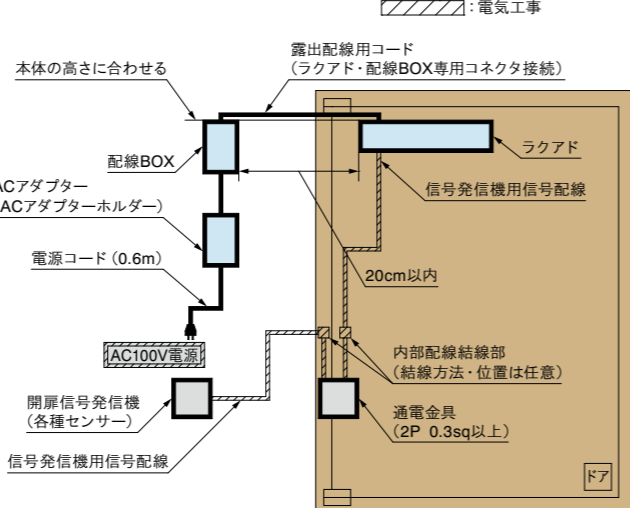 ：電気工事
露出配線用コード
（ラクアド・配線BOX専用コネクタ接続）
本体の高さに合わせる
配線BOX
ラクアド
ACアダプター
ACアダプターホルダー）
信号発信機用信号配線
電源コード（0.6m）
20cm以内
AC100V電源
内部配線結線部
（結線方法・位置は任意）
開扉信号発信機
（各種センサー）
通電金具
（2P 0.3sq以上）
信号発信機用信号配線
ドア